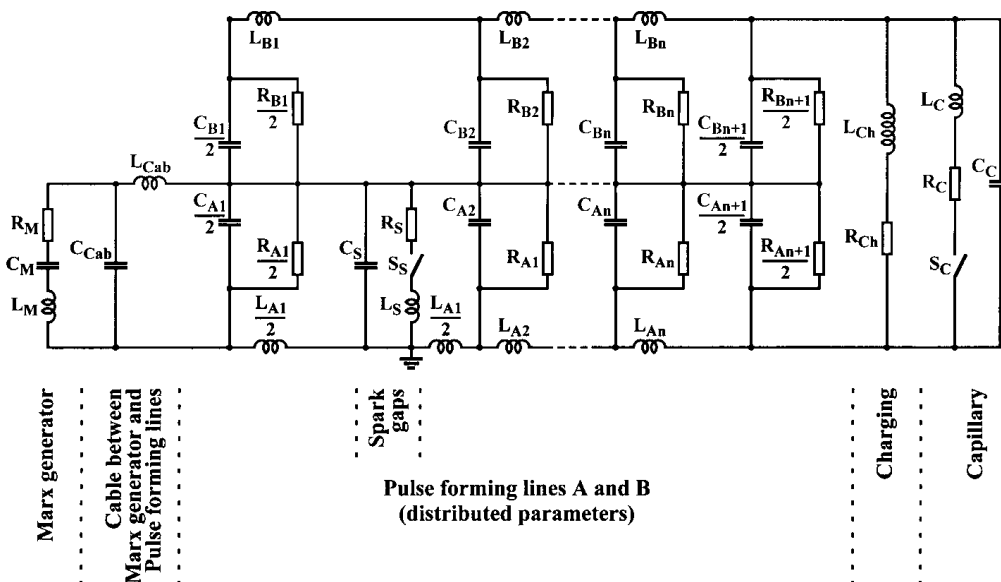 L_B1
L_B2
L_Bn
R_B1
2
R_B2
R_Bn
R_Bn+1
2
C_B1
2
C_B2
C_Bn
C_Bn+1
2
L_Ch
L_C
R_C
C_C
L_Cab
R_M
C_M
L_M
C_Cab
C_A1
2
R_A1
2
C_S
R_S
S_S
L_S
C_A2
R_A1
C_An
R_An
C_An+1
2
R_An+1
2
R_Ch
S_C
L_A1
2
L_A1
2
L_A2
L_An
Marx generator
Cable between
Marx generator and
Pulse forming lines
Spark
gaps
Charging
Capillary
Pulse forming lines A and B
(distributed parameters)